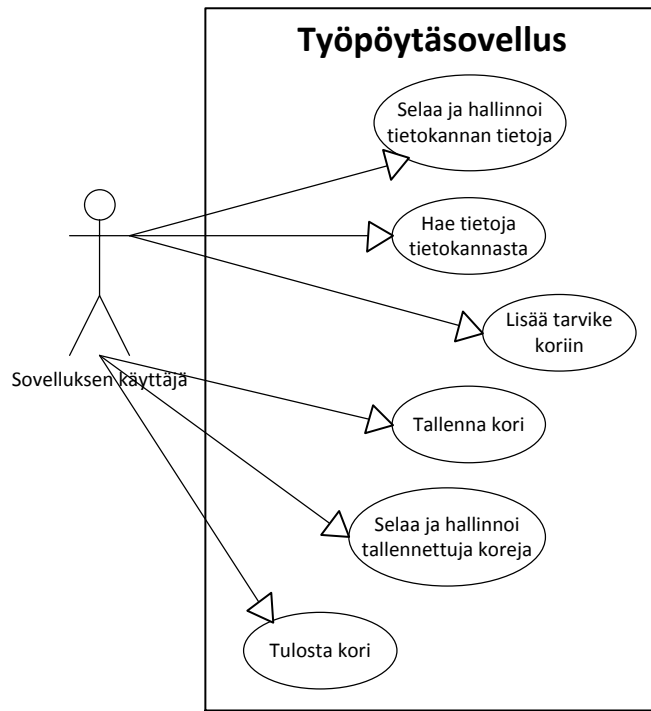 Työpöytäsovellus
Selaa ja hallinnoi
tietokannan tietoja
Hae tietoja
tietokannasta
Lisää tarvike
koriin
Sovelluksen käyttäjä
Tallenna kori
Selaa ja hallinnoi
tallennettuja koreja
Tulosta kori